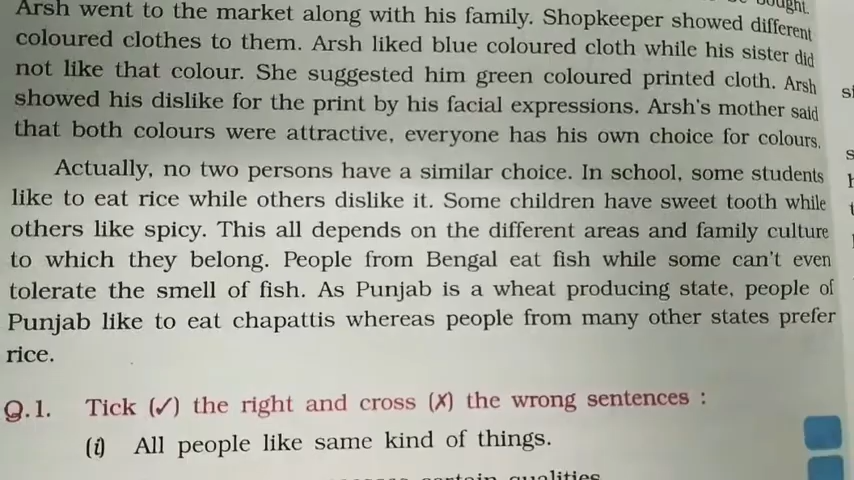 bought.
Arsh went to the market along with his family. Shopkeeper showed different
coloured clothes to them. Arsh liked blue coloured cloth while his sister did
not like that colour. She suggested him green coloured printed cloth. Arsh
showed his dislike for the print by his facial expressions. Arsh's mother said
that both colours were attractive, everyone has his own choice for colours.
Actually, no two persons have a similar choice. In school, some students
like to eat rice while others dislike it. Some children have sweet tooth while
others like spicy. This all depends on the different areas and family culture
to which they belong. People from Bengal eat fish while some can't even
tolerate the smell of fish. As Punjab is a wheat producing state, people of
Punjab like to eat chapattis whereas people from many other states prefer
rice.
Q.1. Tick (✓) the right and cross (✗) the wrong sentences :
(i) All people like same kind of things.
certain qualities